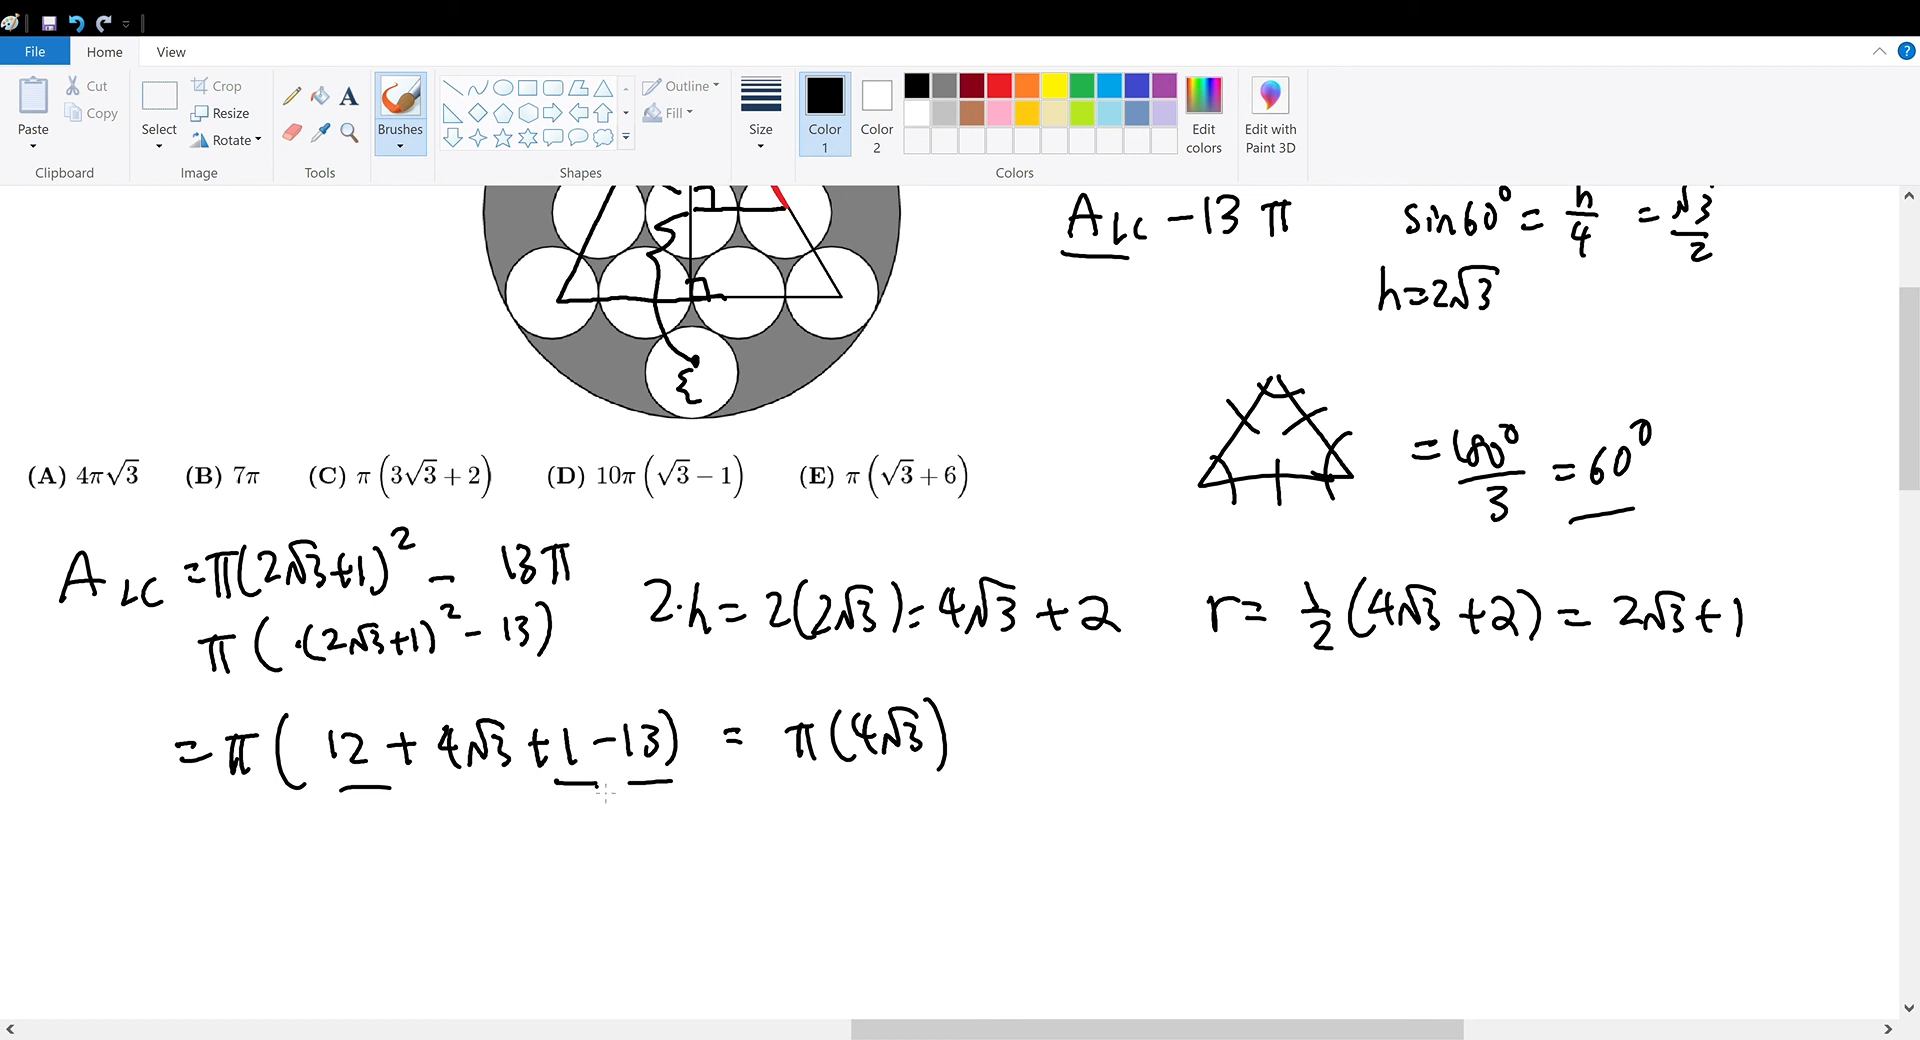 File Home View
Paste Cut Copy Clipboard
Select Crop Resize Rotate Image
A Tools
Brushes
Outline Fill Shapes
Size
Color 1 Color 2 Edit colors Colors
Edit with Paint 3D
?
A_LC - 13 π
sin60° = h/4 = √3/2
h=2√3
= 180°/3 = 60°
(A) 4π√3 (B) 7π (C) π(3√3 + 2) (D) 10π(√3 − 1) (E) π(√3 + 6)
A_LC = π(2√3+1)² - 13π
π(·(2√3+1)² - 13)
2·h = 2(2√3) = 4√3 + 2
r = 1/2 (4√3 + 2) = 2√3 + 1
= π( 12 + 4√3 + 1 - 13) = π(4√3)